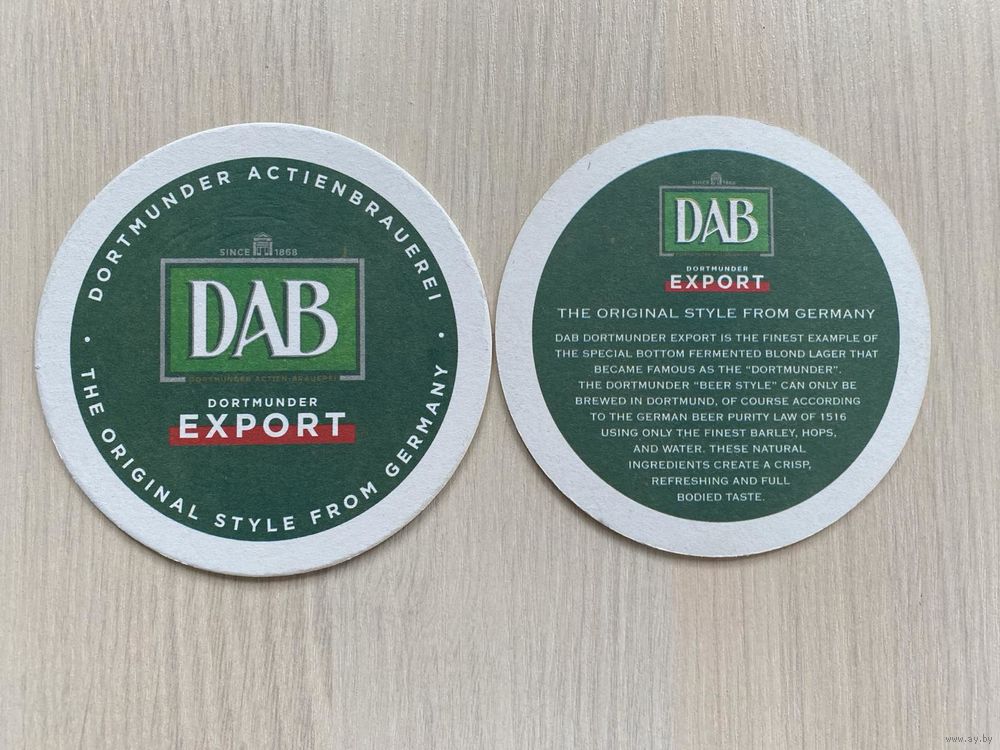 DORTMUNDER ACTIENBRAUEREI
SINCE 1868
DAB
DORTMUNDER ACTIEN-BRAUEREI
DORTMUNDER
EXPORT
· THE ORIGINAL STYLE FROM GERMANY ·
SINCE 1868
DAB
DORTMUNDER
EXPORT
THE ORIGINAL STYLE FROM GERMANY
DAB DORTMUNDER EXPORT IS THE FINEST EXAMPLE OF
THE SPECIAL BOTTOM FERMENTED BLOND LAGER THAT
BECAME FAMOUS AS THE "DORTMUNDER".
THE DORTMUNDER "BEER STYLE" CAN ONLY BE
BREWED IN DORTMUND, OF COURSE ACCORDING
TO THE GERMAN BEER PURITY LAW OF 1516
USING ONLY THE FINEST BARLEY, HOPS,
AND WATER. THESE NATURAL
INGREDIENTS CREATE A CRISP,
REFRESHING AND FULL
BODIED TASTE.
www.ay.by